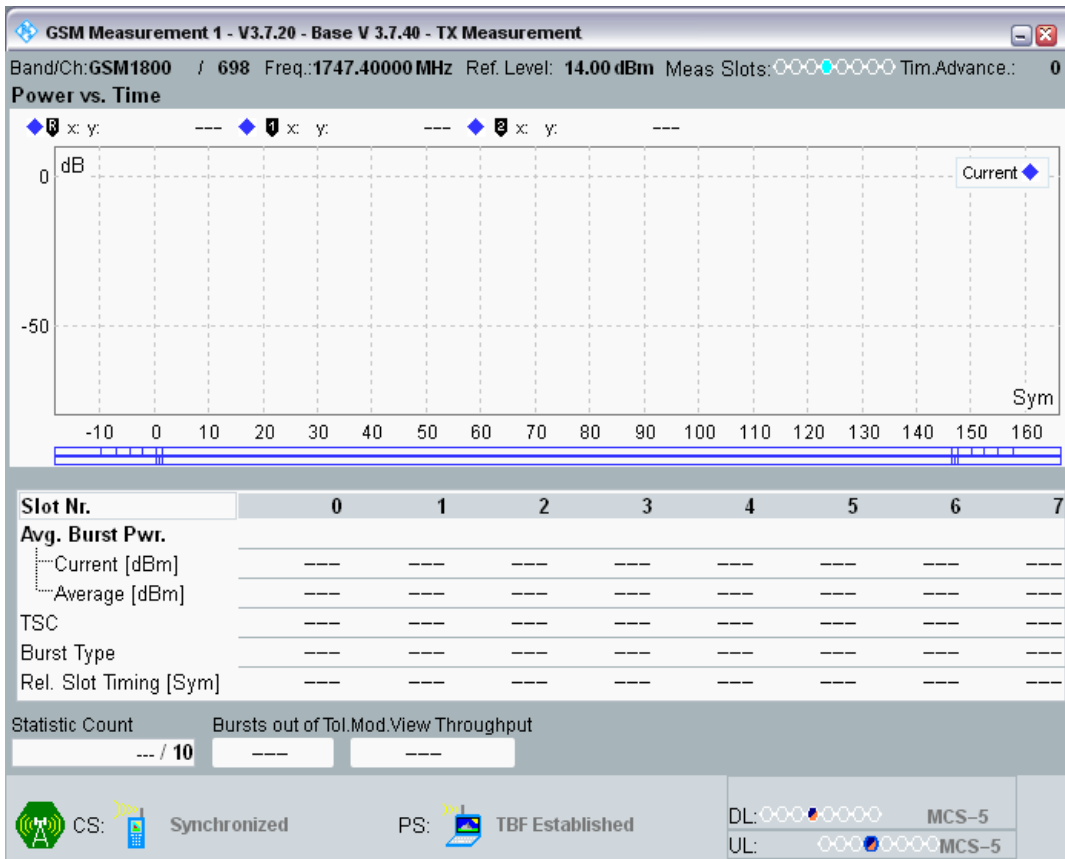 GSM Measurement 1 - V3.7.20 - Base V 3.7.40 - TX Measurement
Band/Ch:GSM1800 / 698 Freq.:1747.40000 MHz Ref. Level: 14.00 dBm Meas Slots: Tim.Advance.: 0
Power vs. Time
R x: y: --- 1 x: y: --- 2 x: y: ---
dB
0
Current
-50
Sym
-10 0 10 20 30 40 50 60 70 80 90 100 110 120 130 140 150 160
Slot Nr. 0 1 2 3 4 5 6 7
Avg. Burst Pwr.
Current [dBm] --- --- --- --- --- --- --- ---
Average [dBm] --- --- --- --- --- --- --- ---
TSC --- --- --- --- --- --- --- ---
Burst Type --- --- --- --- --- --- --- ---
Rel. Slot Timing [Sym] --- --- --- --- --- --- --- ---
Statistic Count Bursts out of Tol.Mod.View Throughput
--- / 10 --- ---
CS: Synchronized PS: TBF Established
DL: MCS-5
UL: MCS-5